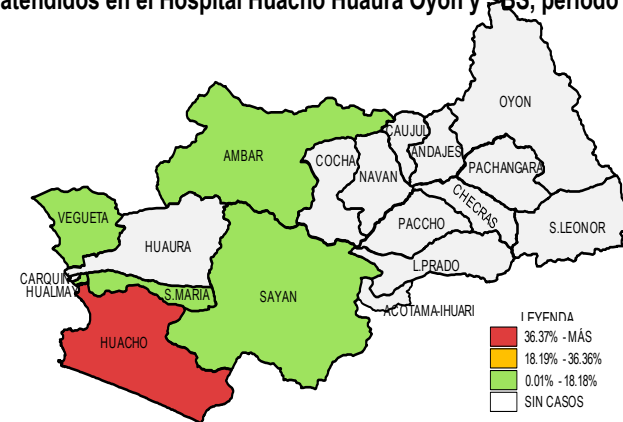 atendidos en el Hospital Huacho Huaura Oyon y PBS, periodo
OYON
CAUJUL
ANDAJES
AMBAR
COCHA
NAVAN
PACHANGARA
CHECRAS
VEGUETA
PACCHO
S.LEONOR
HUAURA
L.PRADO
CARQUIN
HUALMAY
S.MARIA
SAYAN
ACOTAMA-IHUARI
HUACHO
LEYENDA
36.37% - MÁS
18.19% - 36.36%
0.01% - 18.18%
SIN CASOS